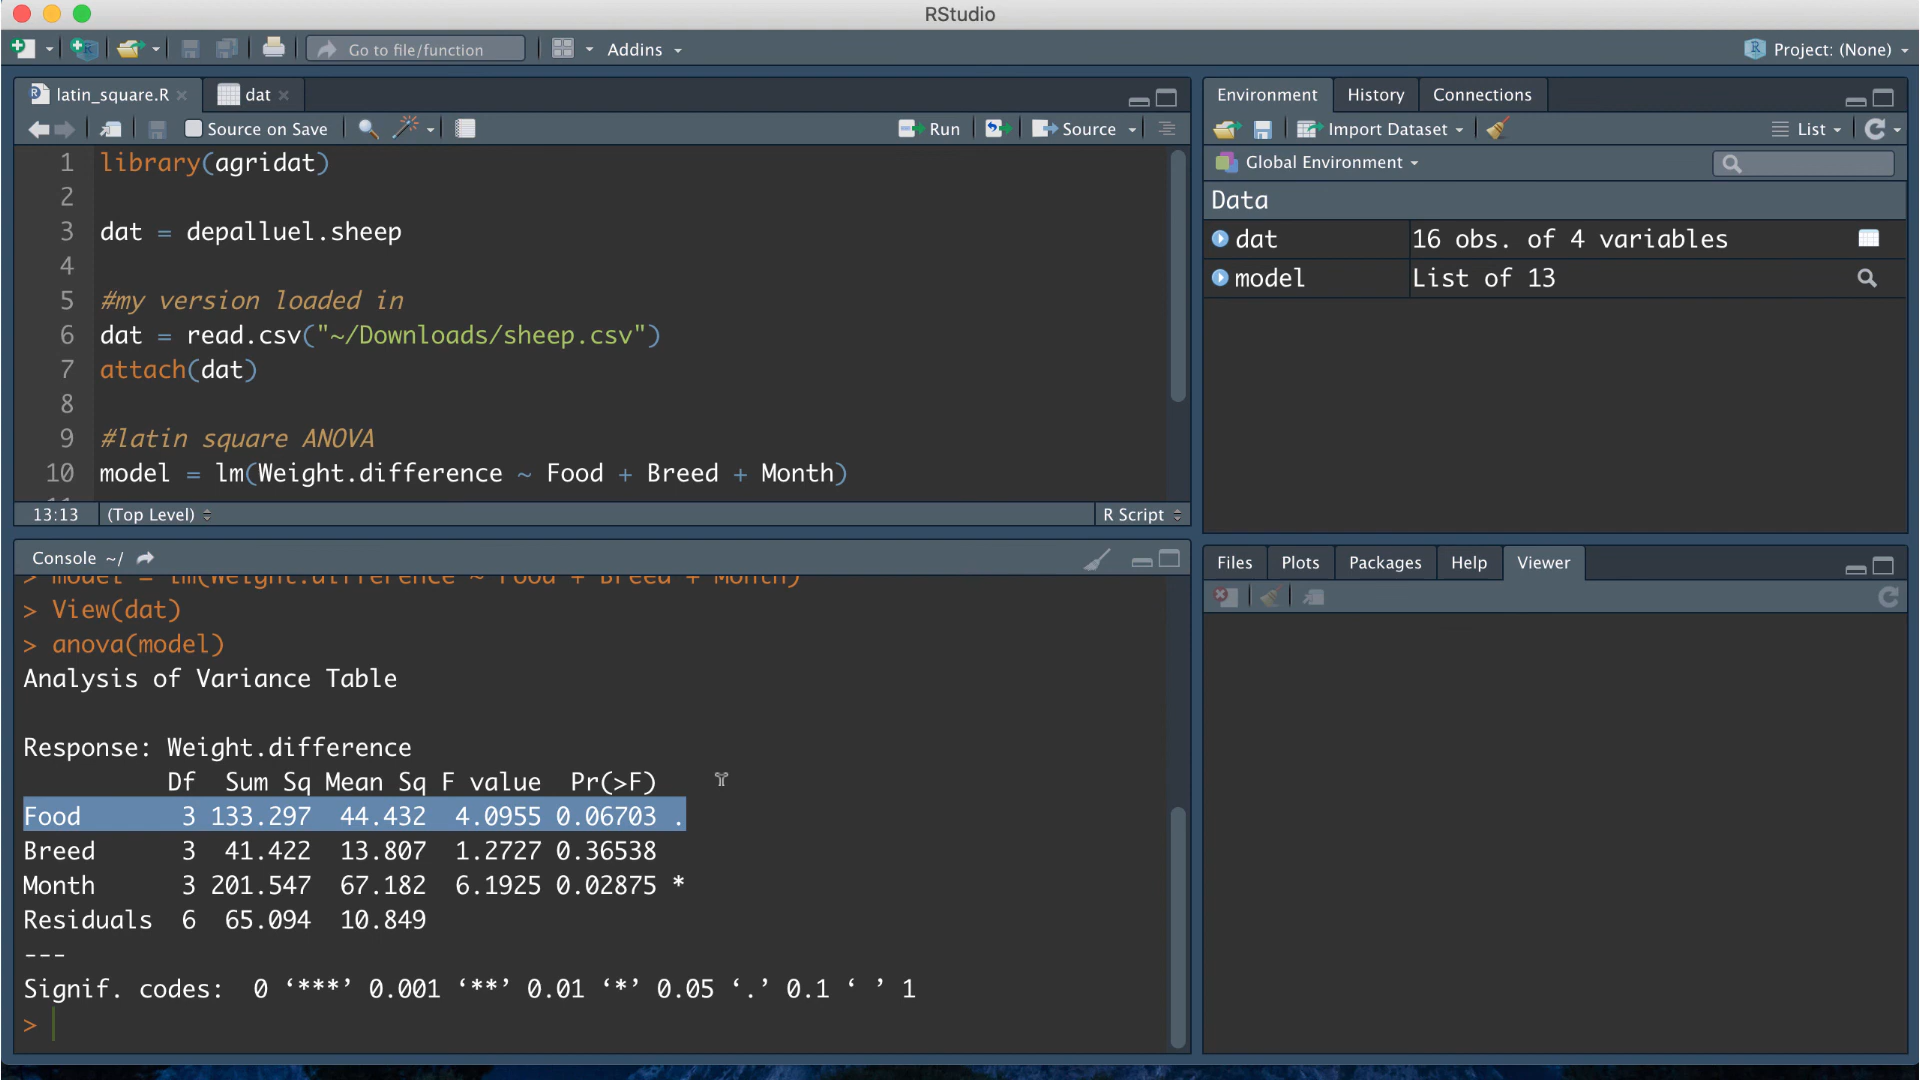 RStudio
Go to file/function
Addins
Project: (None)
latin_square.R
dat
Source on Save
Run
Source
1 library(agridat)
2
3 dat = depalluel.sheep
4
5 #my version loaded in
6 dat = read.csv("~/Downloads/sheep.csv")
7 attach(dat)
8
9 #latin square ANOVA
10 model = lm(Weight.difference ~ Food + Breed + Month)
13:13 (Top Level) R Script
Environment History Connections
Import Dataset List
Global Environment
Data
dat 16 obs. of 4 variables
model List of 13
Console ~/
> model = lm(Weight.difference ~ Food + Breed + Month)
> View(dat)
> anova(model)
Analysis of Variance Table
Response: Weight.difference
Df Sum Sq Mean Sq F value Pr(>F)
Food 3 133.297 44.432 4.0955 0.06703 .
Breed 3 41.422 13.807 1.2727 0.36538
Month 3 201.547 67.182 6.1925 0.02875 *
Residuals 6 65.094 10.849
---
Signif. codes: 0 ‘***’ 0.001 ‘**’ 0.01 ‘*’ 0.05 ‘.’ 0.1 ‘ ’ 1
>
Files Plots Packages Help Viewer